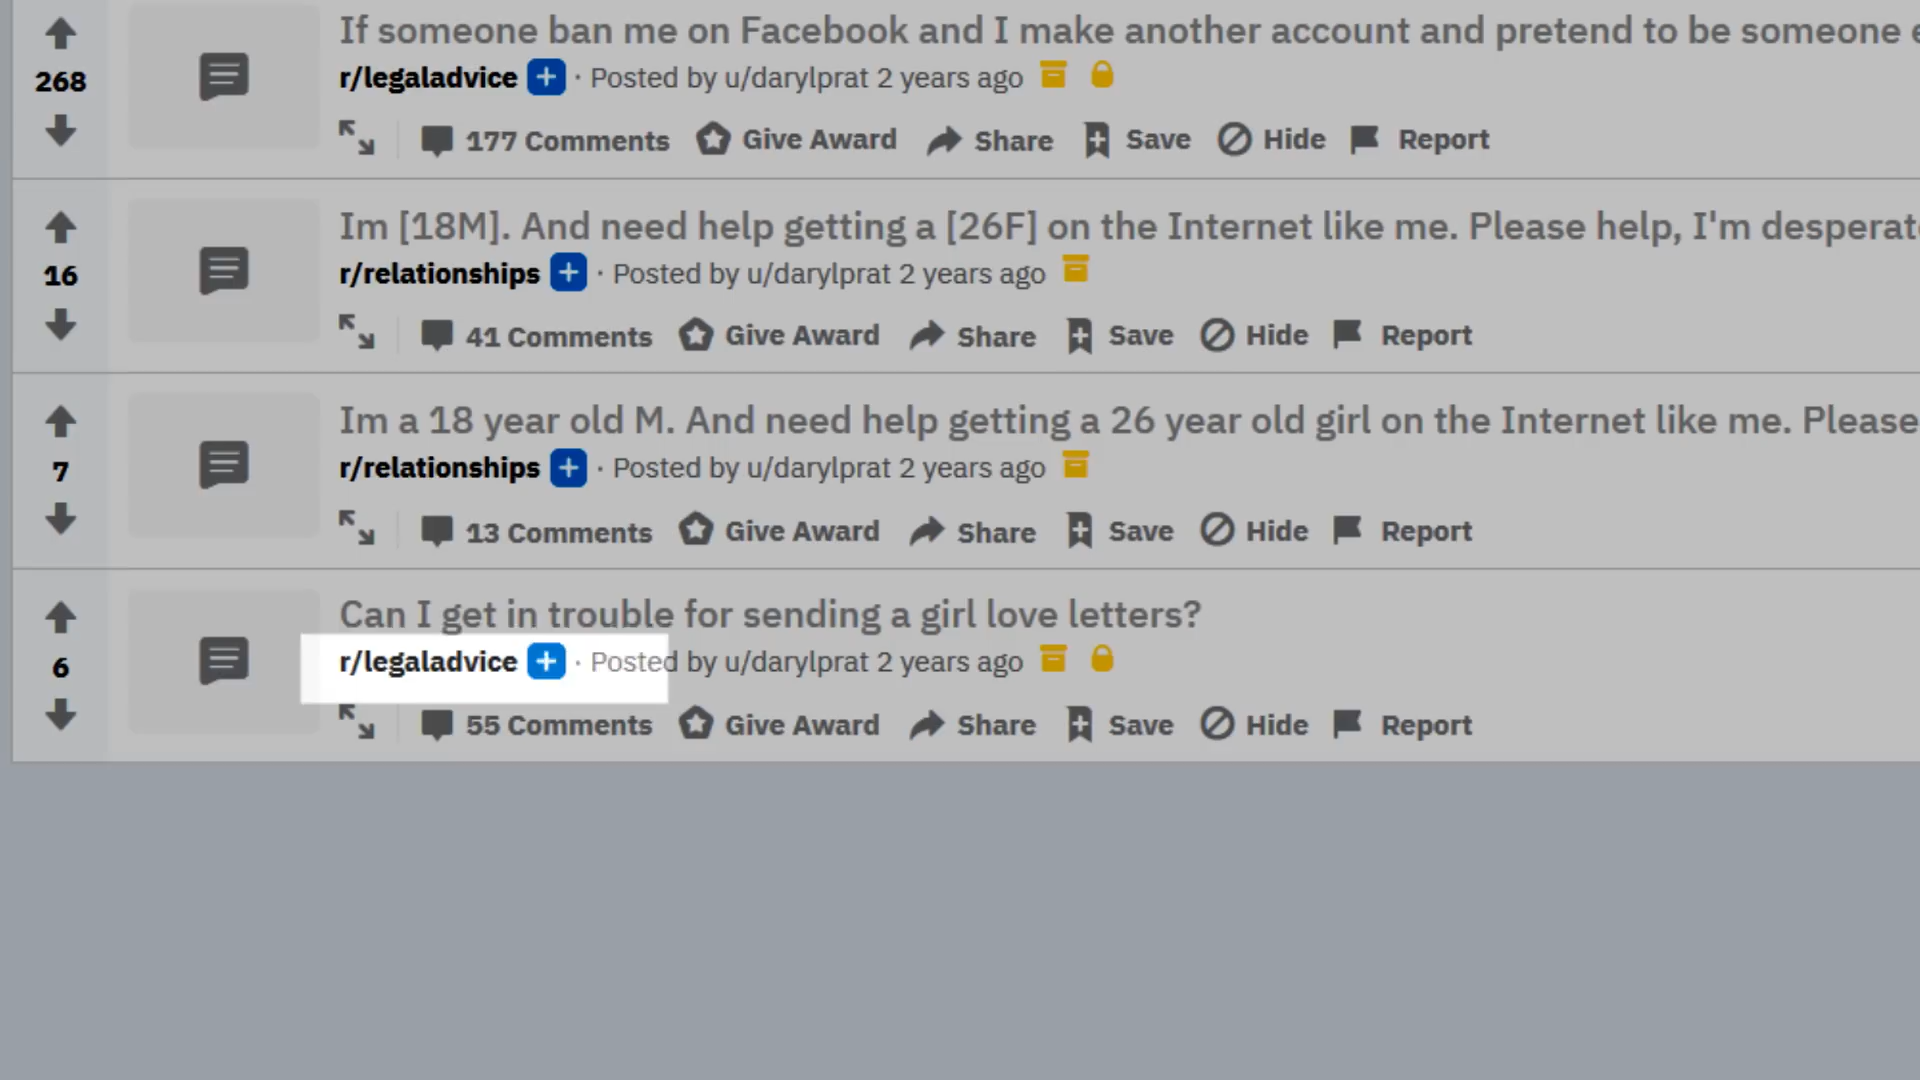 If someone ban me on Facebook and I make another account and pretend to be someone
268
r/legaladvice · Posted by u/darylprat 2 years ago
177 Comments Give Award Share Save Hide Report
Im [18M]. And need help getting a [26F] on the Internet like me. Please help, I'm desperat
16
r/relationships · Posted by u/darylprat 2 years ago
41 Comments Give Award Share Save Hide Report
Im a 18 year old M. And need help getting a 26 year old girl on the Internet like me. Please
7
r/relationships · Posted by u/darylprat 2 years ago
13 Comments Give Award Share Save Hide Report
Can I get in trouble for sending a girl love letters?
6
r/legaladvice · Posted by u/darylprat 2 years ago
55 Comments Give Award Share Save Hide Report